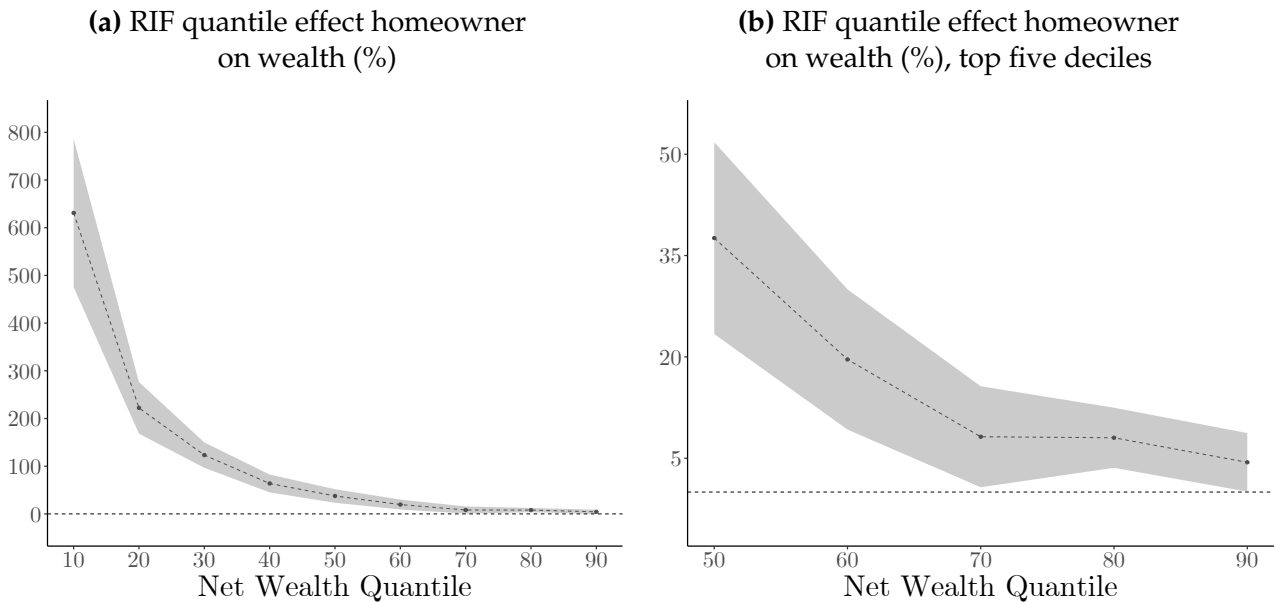 (a) RIF quantile effect homeowner
on wealth (%)
800
700
600
500
400
300
200
100
0
10 20 30 40 50 60 70 80 90
Net Wealth Quantile
(b) RIF quantile effect homeowner
on wealth (%), top five deciles
50
35
20
5
50 60 70 80 90
Net Wealth Quantile